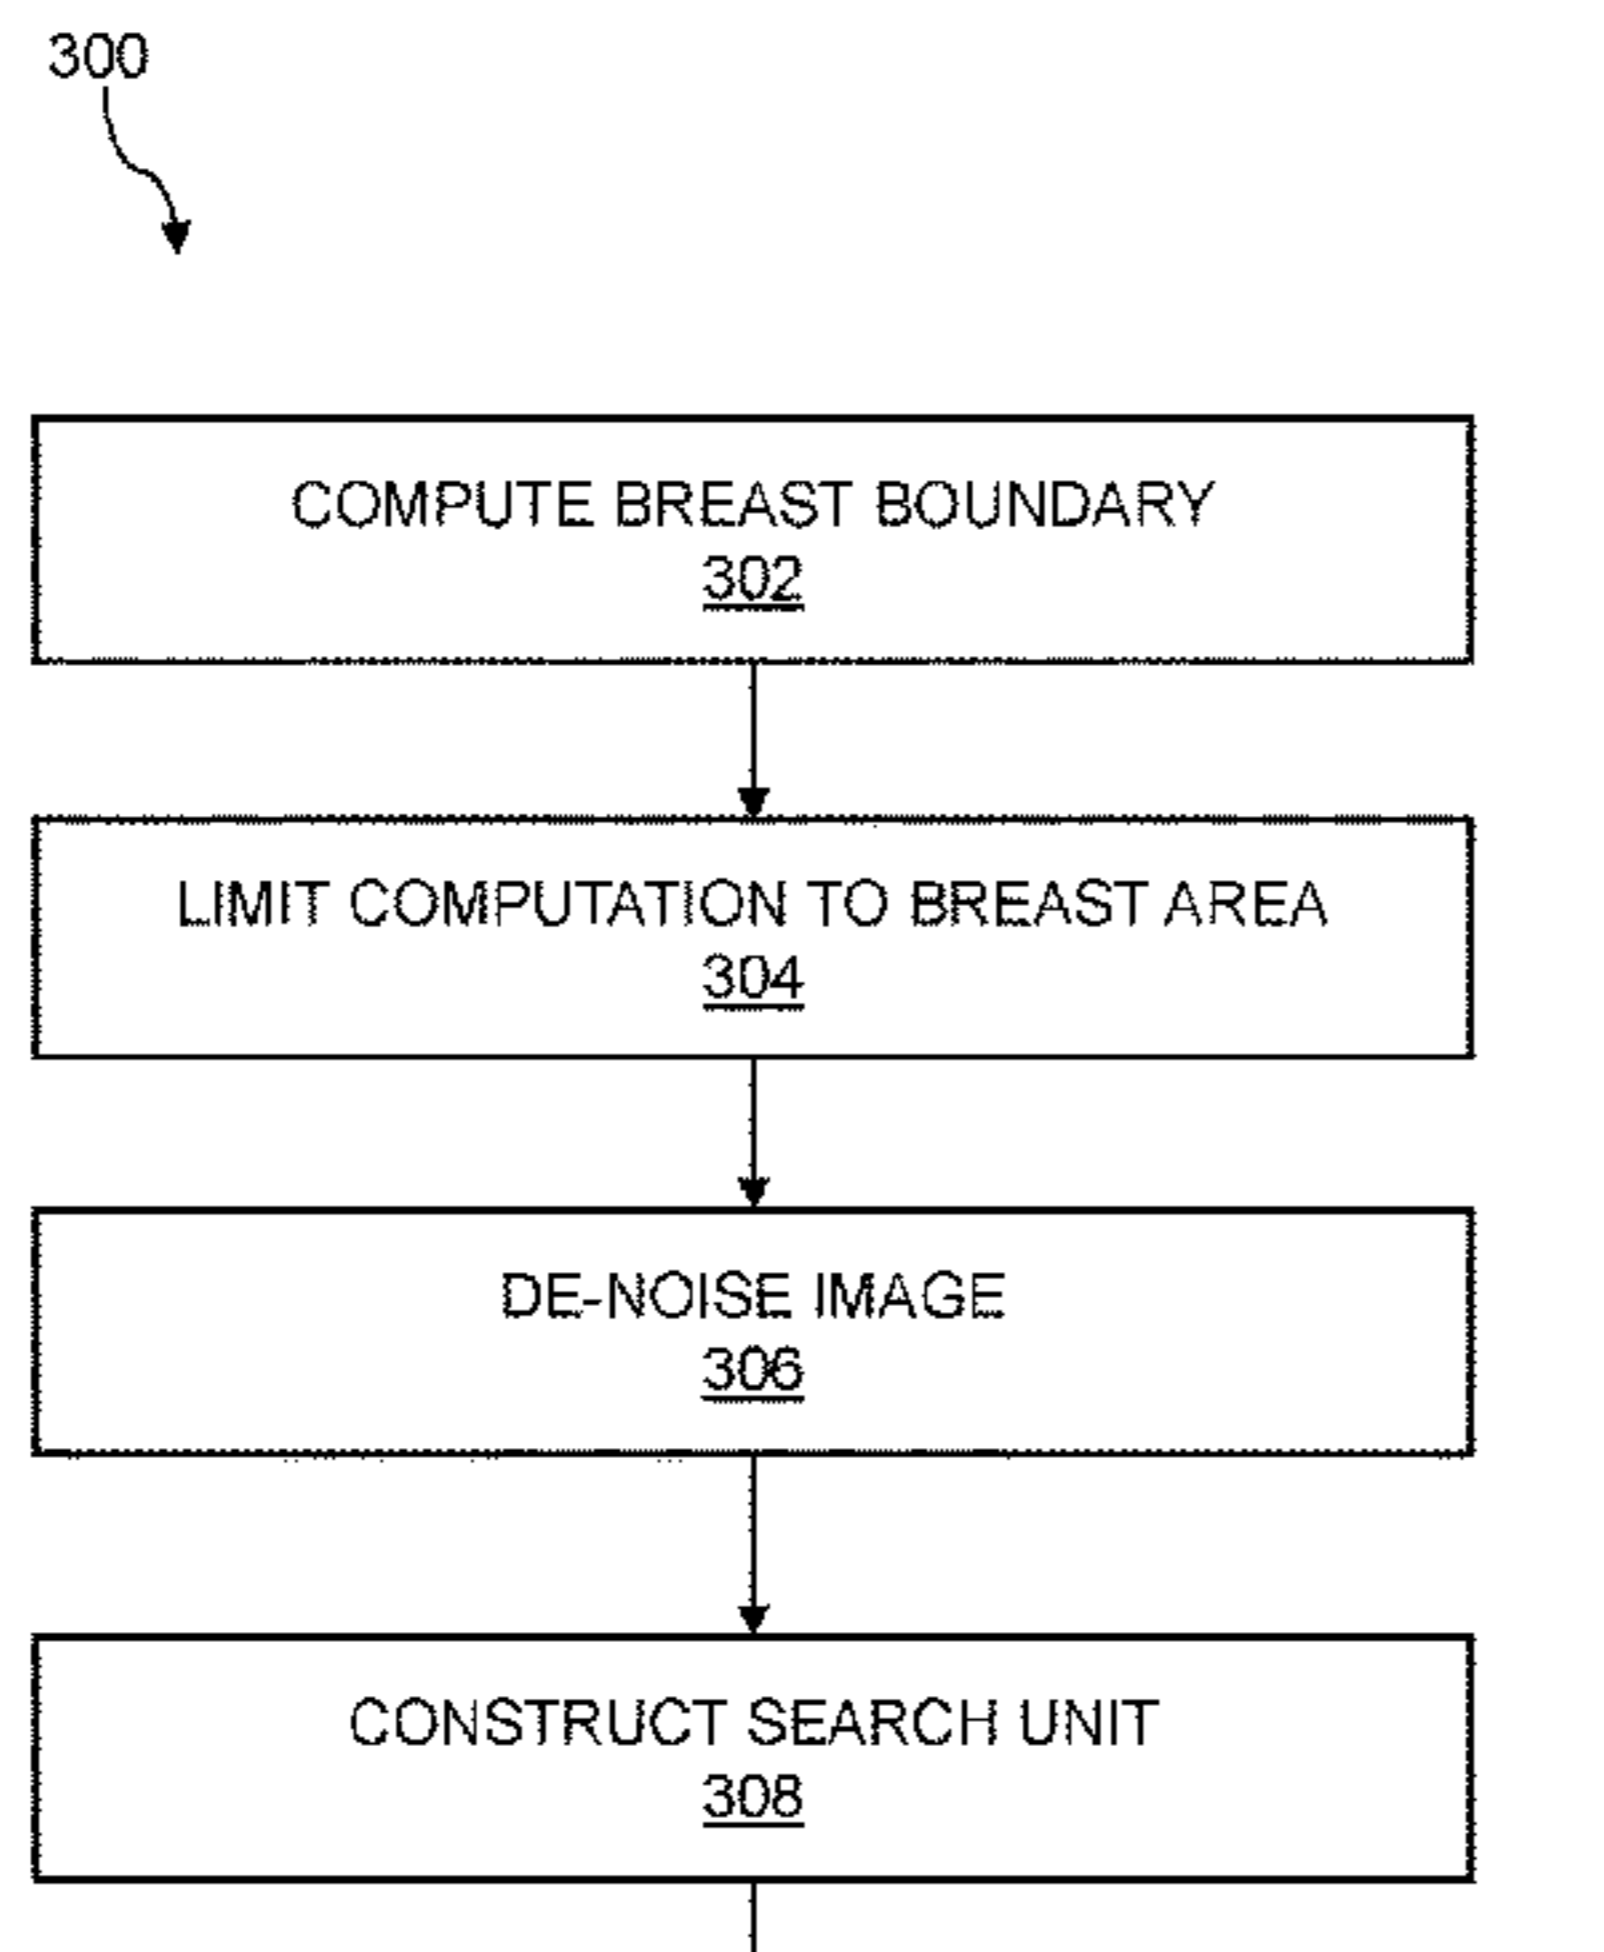 300
COMPUTE BREAST BOUNDARY
302
LIMIT COMPUTATION TO BREAST AREA
304
DE-NOISE IMAGE
306
CONSTRUCT SEARCH UNIT
308